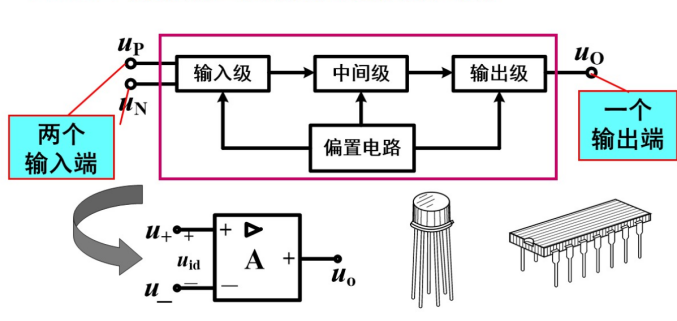 uP
uN
两个
输入端
输入级
中间级
输出级
偏置电路
uO
一个
输出端
u+
+
uid
−
u−
+
A
+
−
uo